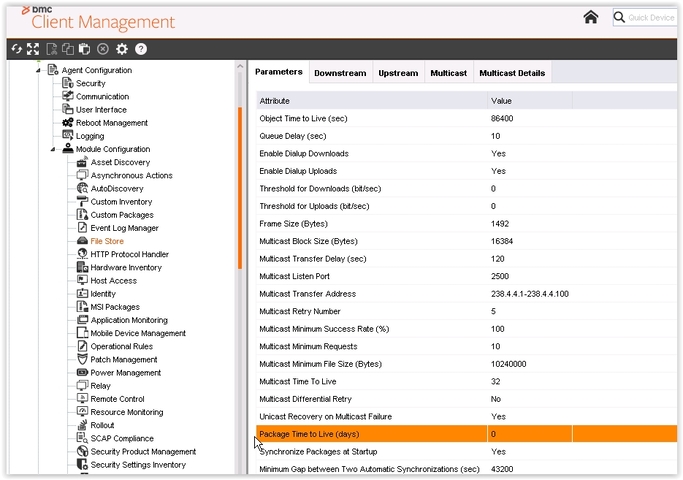 bmc
Client Management
Quick Device
Agent Configuration
Security
Communication
User Interface
Reboot Management
Logging
Module Configuration
Asset Discovery
Asynchronous Actions
AutoDiscovery
Custom Inventory
Custom Packages
Event Log Manager
File Store
HTTP Protocol Handler
Hardware Inventory
Host Access
Identity
MSI Packages
Application Monitoring
Mobile Device Management
Operational Rules
Patch Management
Power Management
Relay
Remote Control
Resource Monitoring
Rollout
SCAP Compliance
Security Product Management
Security Settings Inventory
Parameters Downstream Upstream Multicast Multicast Details
Attribute Value
Object Time to Live (sec) 86400
Queue Delay (sec) 10
Enable Dialup Downloads Yes
Enable Dialup Uploads Yes
Threshold for Downloads (bit/sec) 0
Threshold for Uploads (bit/sec) 0
Frame Size (Bytes) 1492
Multicast Block Size (Bytes) 16384
Multicast Transfer Delay (sec) 120
Multicast Listen Port 2500
Multicast Transfer Address 238.4.4.1-238.4.4.100
Multicast Retry Number 5
Multicast Minimum Success Rate (%) 100
Multicast Minimum Requests 10
Multicast Minimum File Size (Bytes) 10240000
Multicast Time To Live 32
Multicast Differential Retry No
Unicast Recovery on Multicast Failure Yes
Package Time to Live (days) 0
Synchronize Packages at Startup Yes
Minimum Gap between Two Automatic Synchronizations (sec) 43200